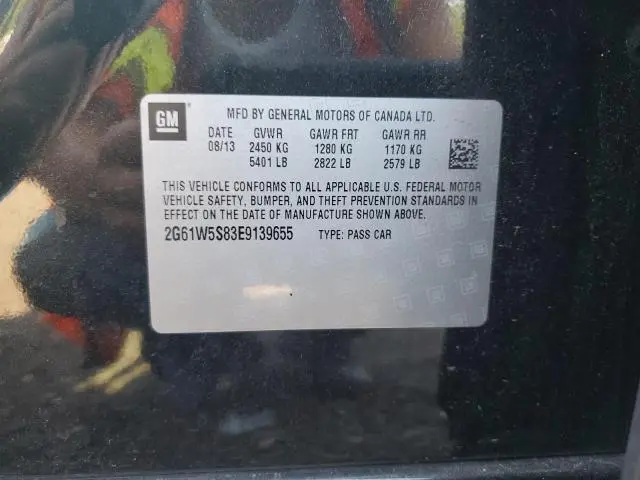 GM
MFD BY GENERAL MOTORS OF CANADA LTD.
DATE GVWR GAWR FRT GAWR RR
08/13 2450 KG 1280 KG 1170 KG
5401 LB 2822 LB 2579 LB
THIS VEHICLE CONFORMS TO ALL APPLICABLE U.S. FEDERAL MOTOR
VEHICLE SAFETY, BUMPER, AND THEFT PREVENTION STANDARDS IN
EFFECT ON THE DATE OF MANUFACTURE SHOWN ABOVE.
2G61W5S83E9139655 TYPE: PASS CAR